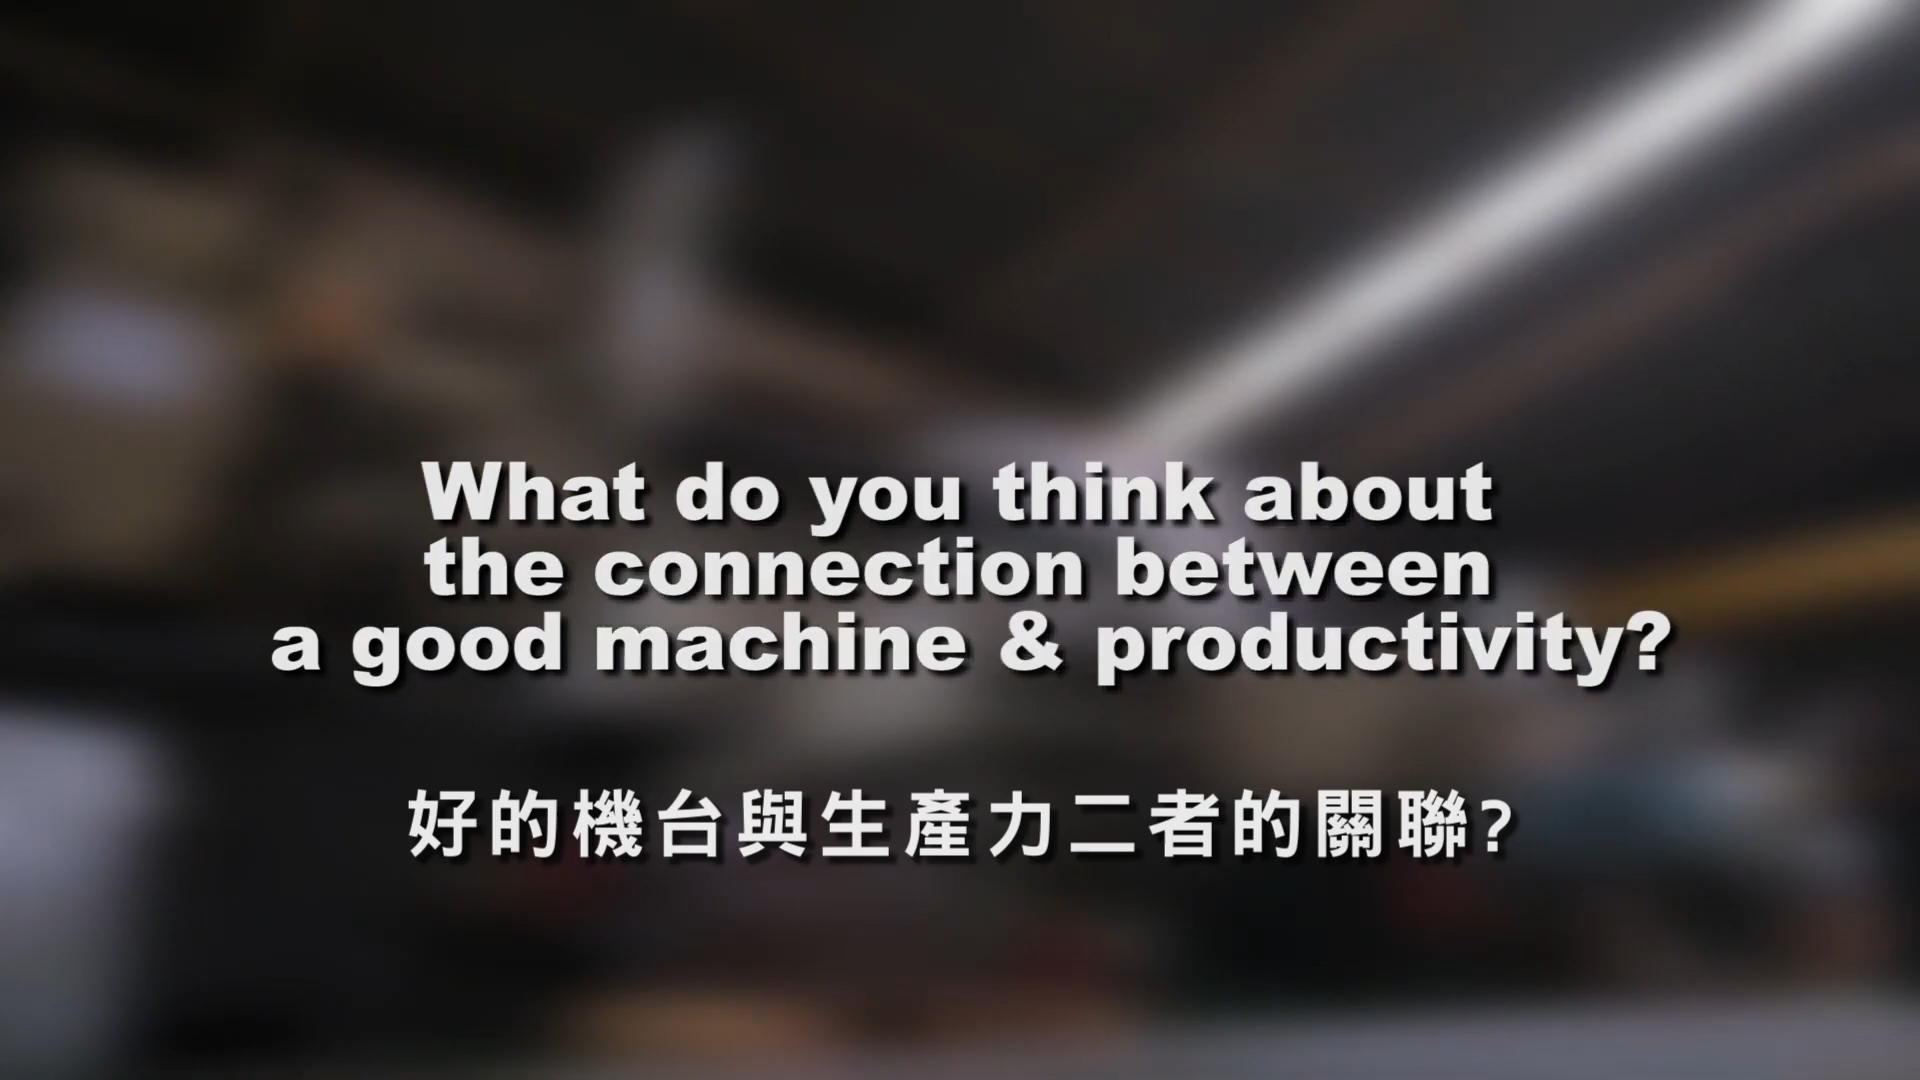 What do you think about
the connection between
a good machine & productivity?
好的機台與生產力二者的關聯?